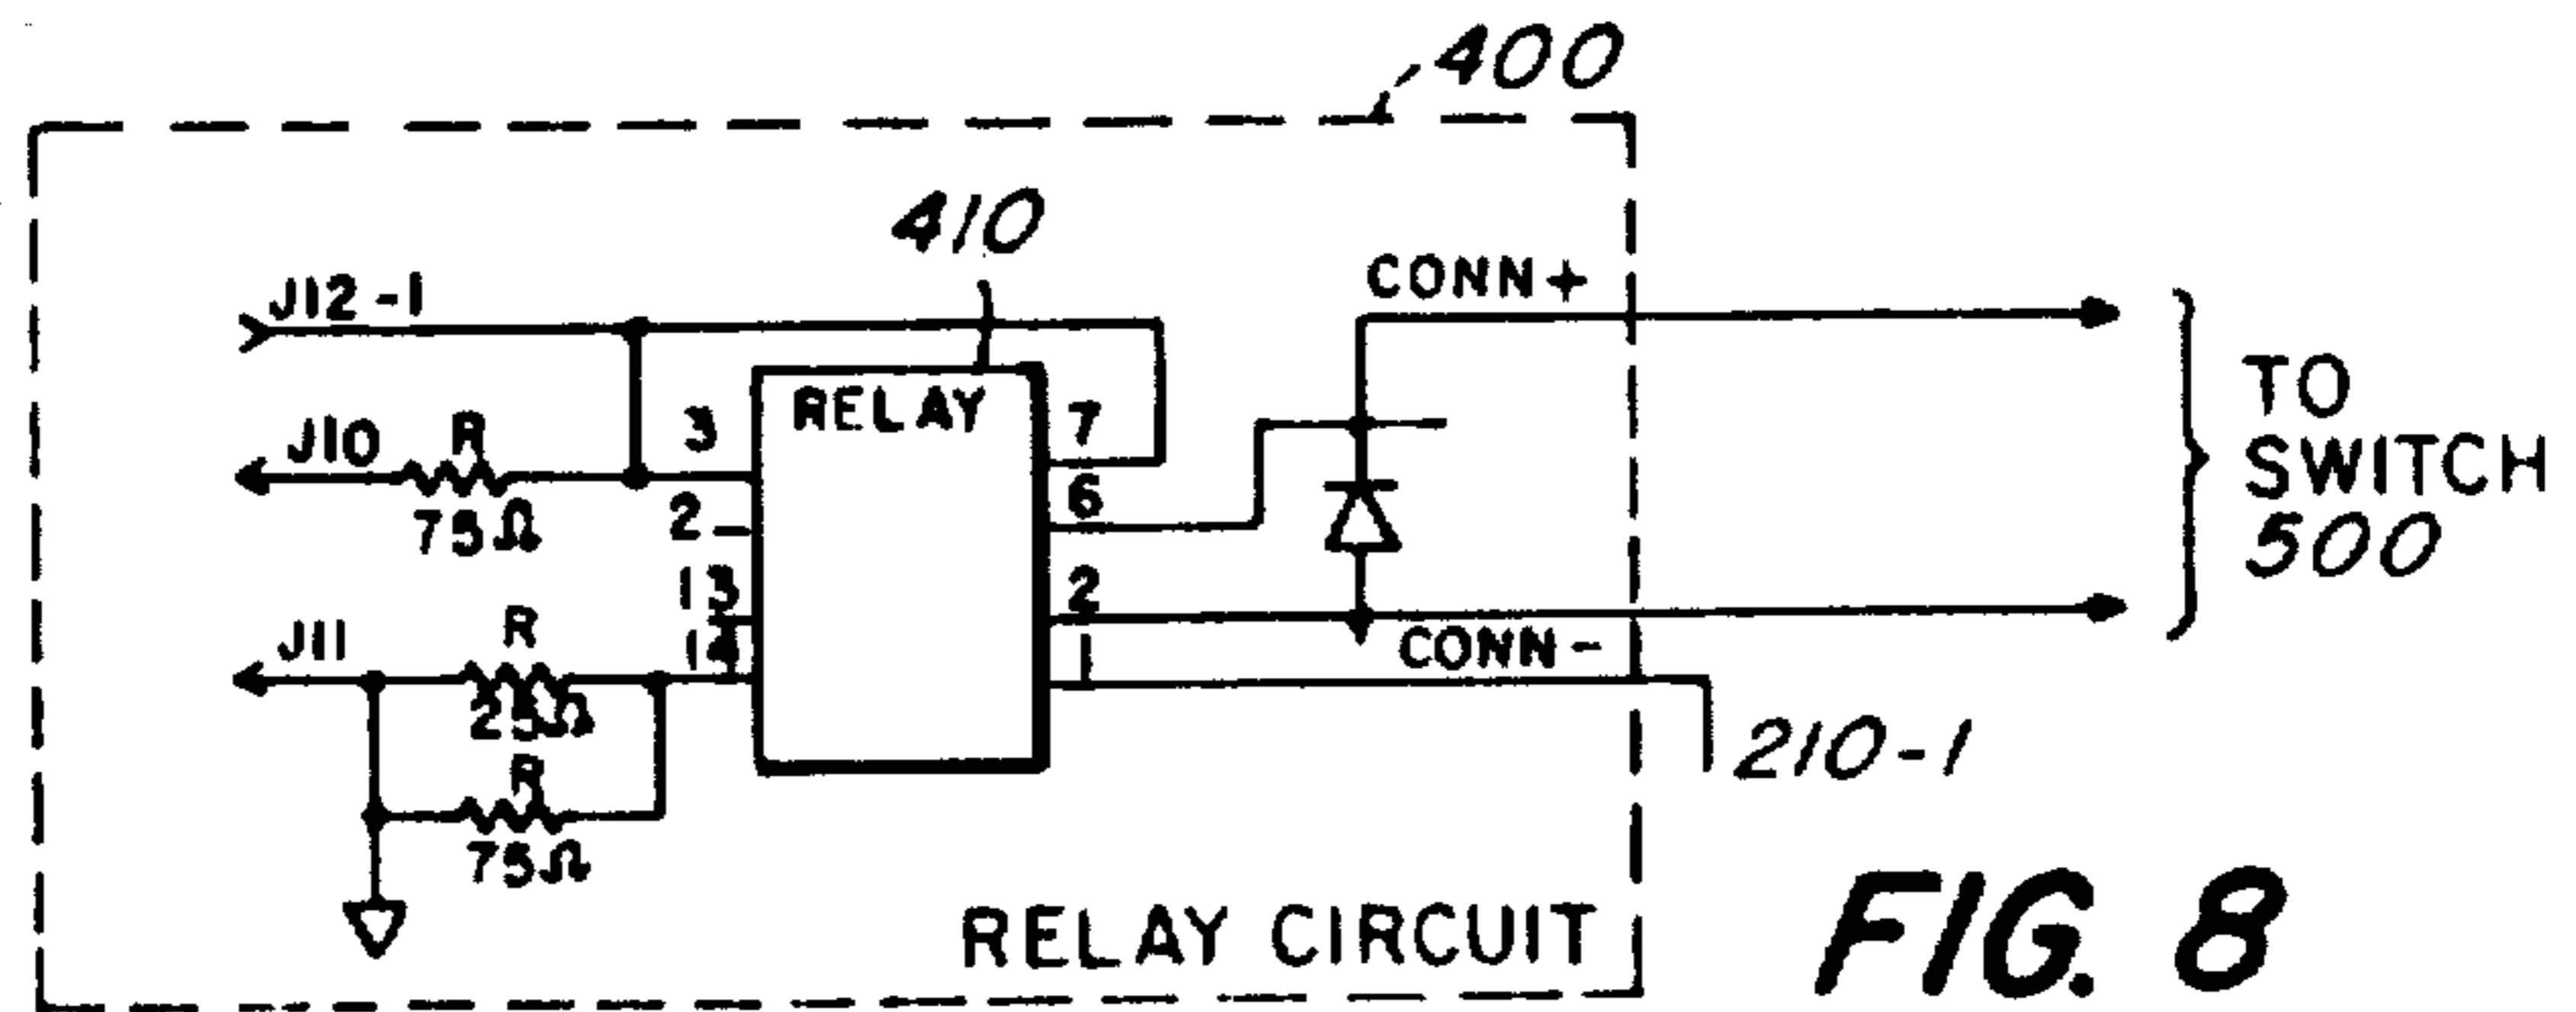 400
410
J12-1
CONN+
RELAY
3
7
J10
R
75Ω
2
6
TO
SWITCH
500
13
2
J11
R
25Ω
14
1
CONN-
210-1
R
75Ω
RELAY CIRCUIT
FIG. 8